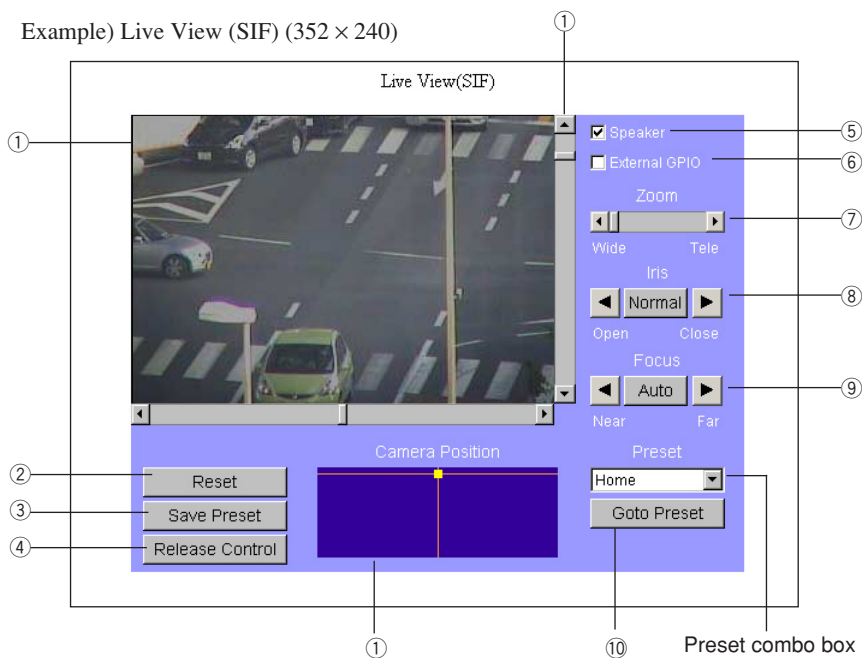 Example) Live View (SIF) (352 × 240)
①
Live View(SIF)
①
Speaker
⑤
External GPIO
⑥
Zoom
⑦
Wide Tele
Iris
Normal
⑧
Open Close
Focus
Auto
⑨
Near Far
Camera Position
Preset
② Reset
Home
③ Save Preset
Goto Preset
④ Release Control
①
⑩
Preset combo box